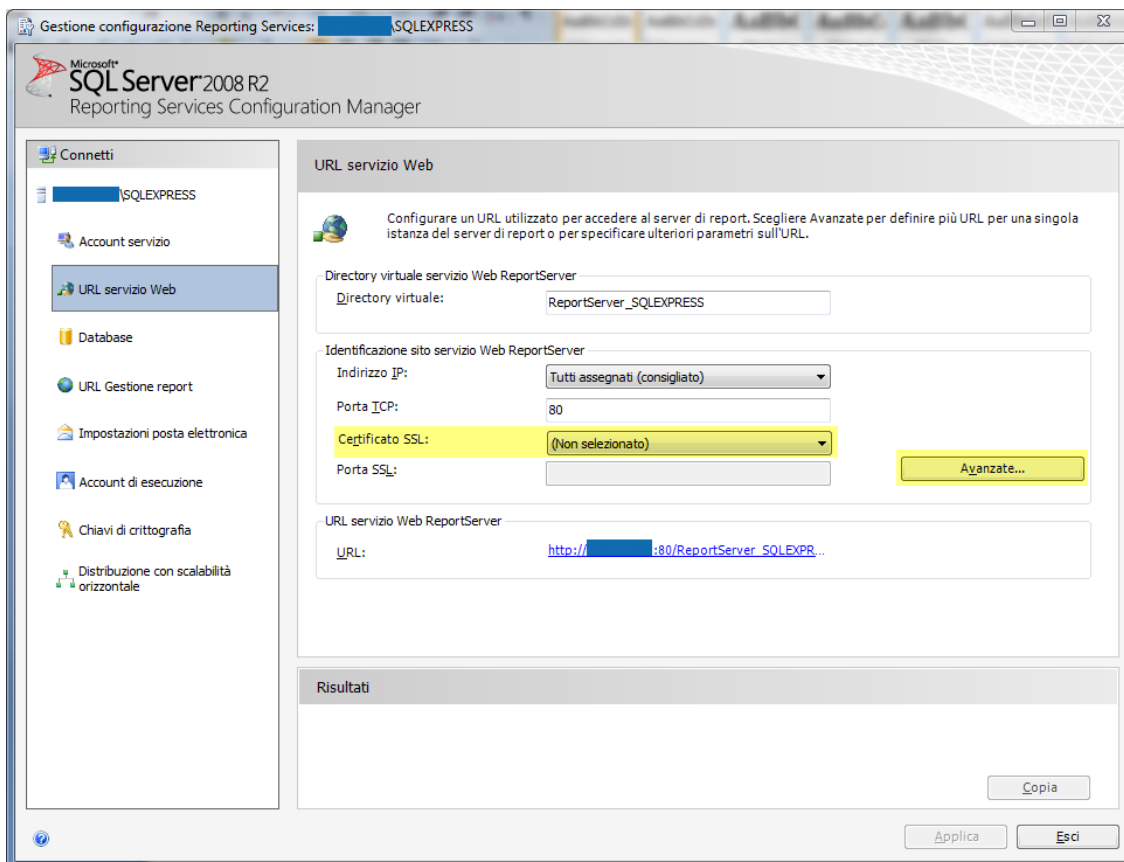 Gestione configurazione Reporting Services: \SQLEXPRESS
Microsoft®
SQL Server 2008 R2
Reporting Services Configuration Manager
Connetti
\SQLEXPRESS
Account servizio
URL servizio Web
Database
URL Gestione report
Impostazioni posta elettronica
Account di esecuzione
Chiavi di crittografia
Distribuzione con scalabilità
orizzontale
URL servizio Web
Configurare un URL utilizzato per accedere al server di report. Scegliere Avanzate per definire più URL per una singola
istanza del server di report o per specificare ulteriori parametri sull'URL.
Directory virtuale servizio Web ReportServer
Directory virtuale: ReportServer_SQLEXPRESS
Identificazione sito servizio Web ReportServer
Indirizzo IP: Tutti assegnati (consigliato)
Porta TCP: 80
Certificato SSL: (Non selezionato)
Porta SSL: Avanzate...
URL servizio Web ReportServer
URL: http:// :80/ReportServer_SQLEXPR...
Risultati
Copia
Applica Esci